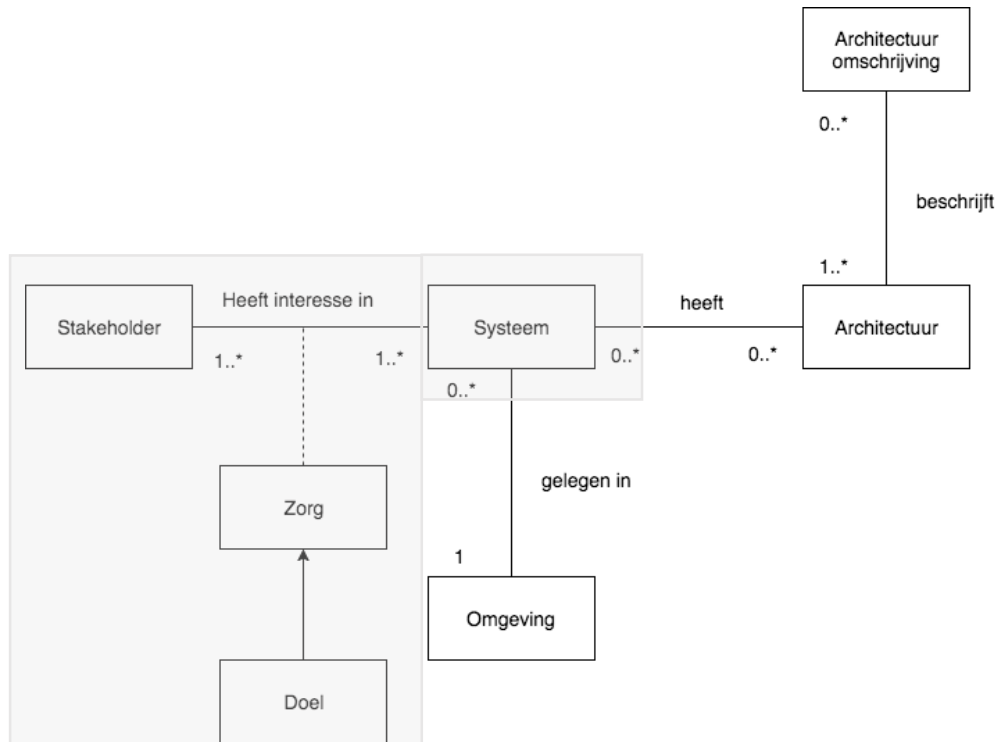 Architectuur
omschrijving
0..*
beschrijft
1..*
Stakeholder
Heeft interesse in
Systeem
heeft
Architectuur
1..*
1..*
0..*
0..*
0..*
gelegen in
Zorg
1
Omgeving
Doel